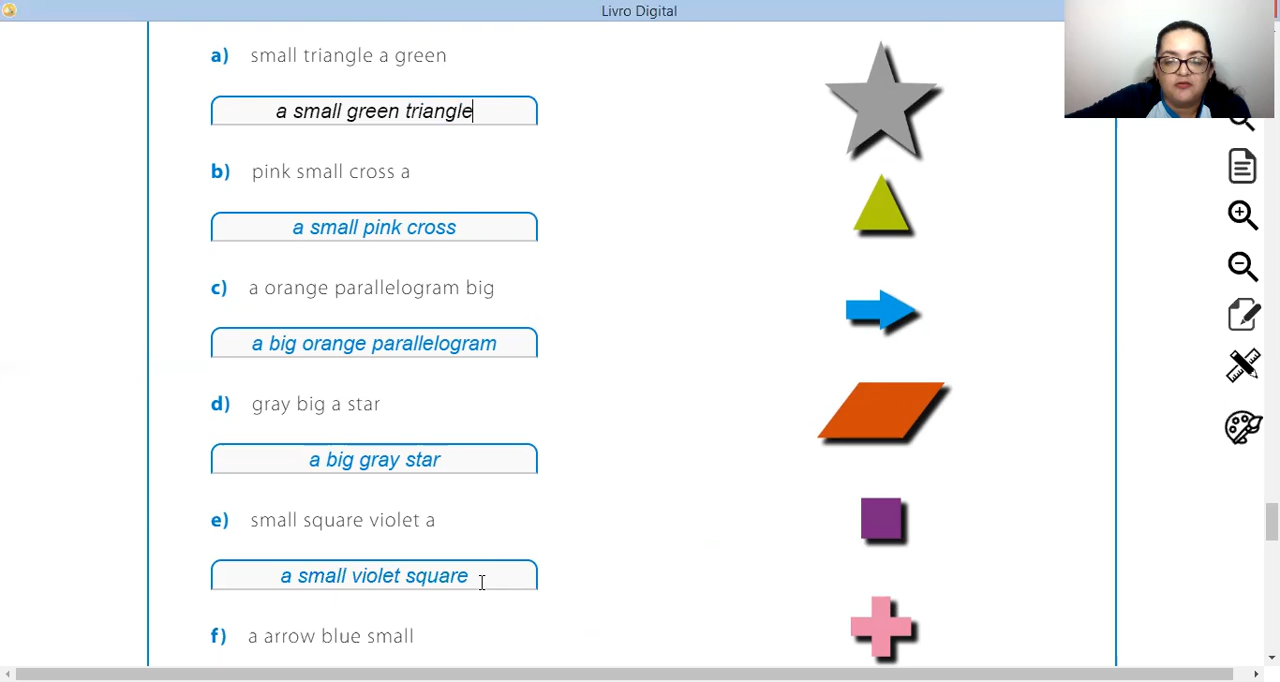 Livro Digital
a) small triangle a green
a small green triangle
b) pink small cross a
a small pink cross
c) a orange parallelogram big
a big orange parallelogram
d) gray big a star
a big gray star
e) small square violet a
a small violet square
f) a arrow blue small